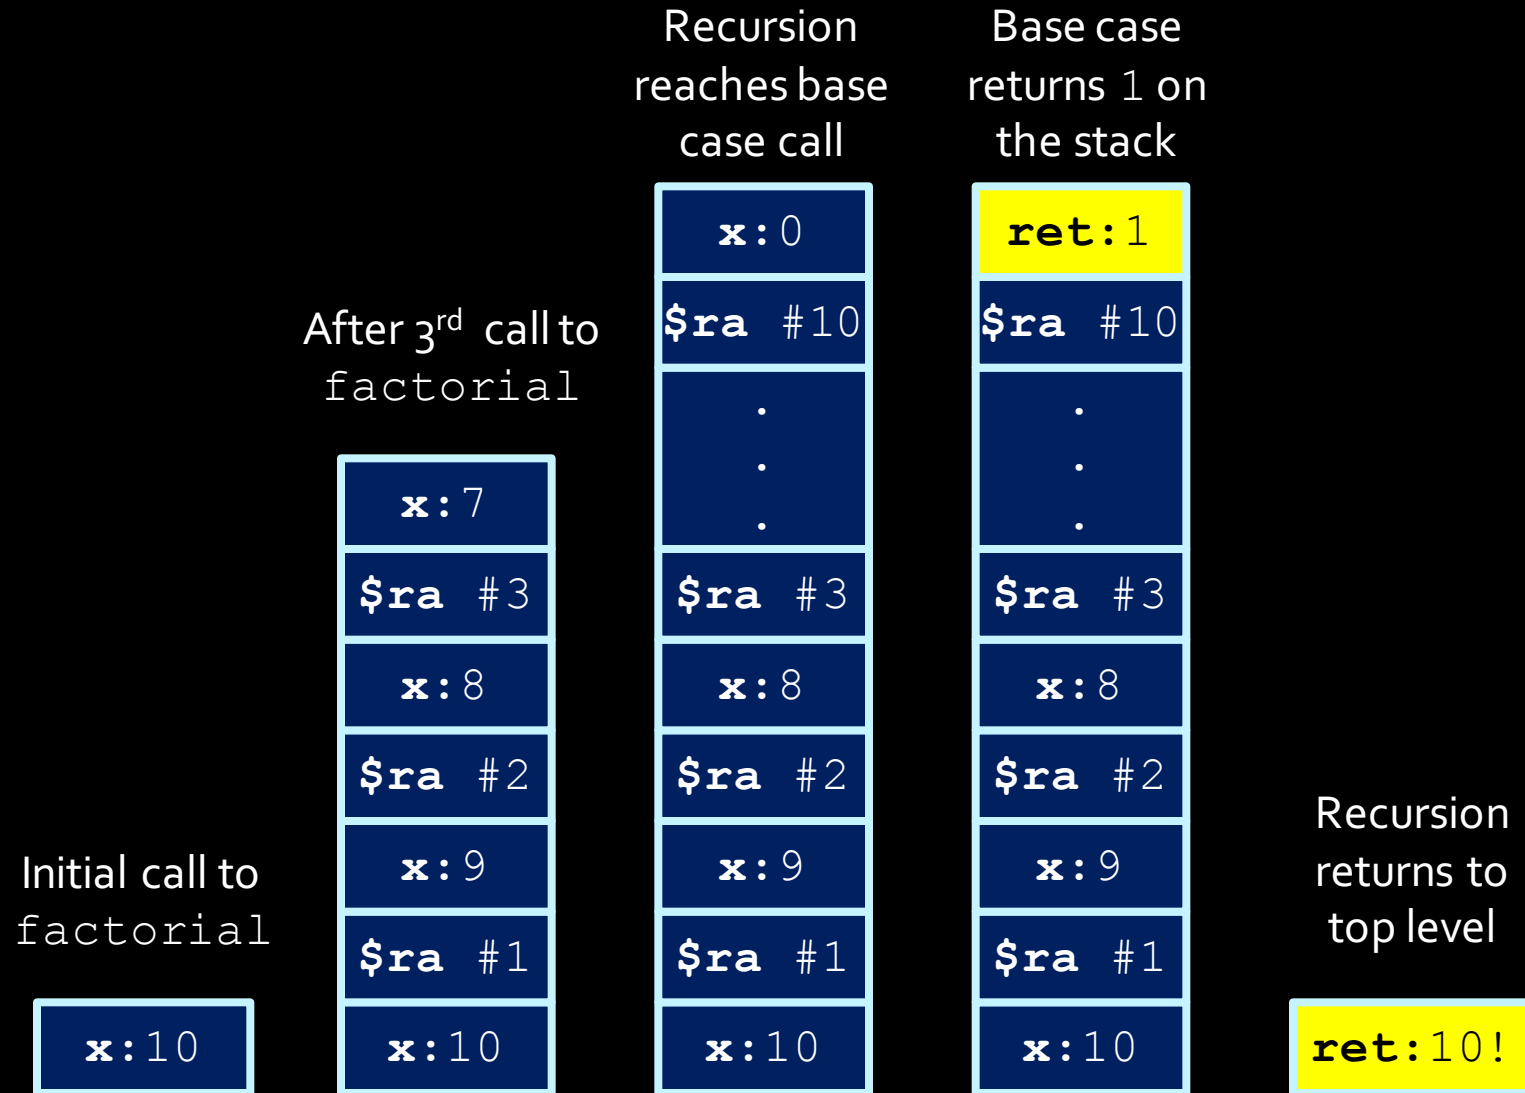 Initial call to
factorial
x:10
After 3rd call to
factorial
x:7
$ra #3
x:8
$ra #2
x:9
$ra #1
x:10
Recursion
reaches base
case call
x:0
$ra #10
.
.
.
$ra #3
x:8
$ra #2
x:9
$ra #1
x:10
Base case
returns 1 on
the stack
ret:1
$ra #10
.
.
.
$ra #3
x:8
$ra #2
x:9
$ra #1
x:10
Recursion
returns to
top level
ret:10!